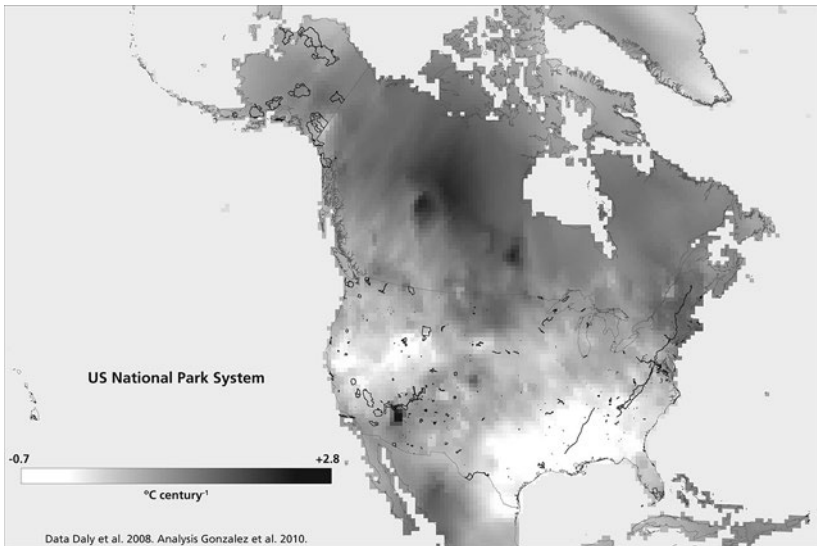 US National Park System
-0.7 +2.8
ºC century-1
Data Daly et al. 2008. Analysis Gonzalez et al. 2010.